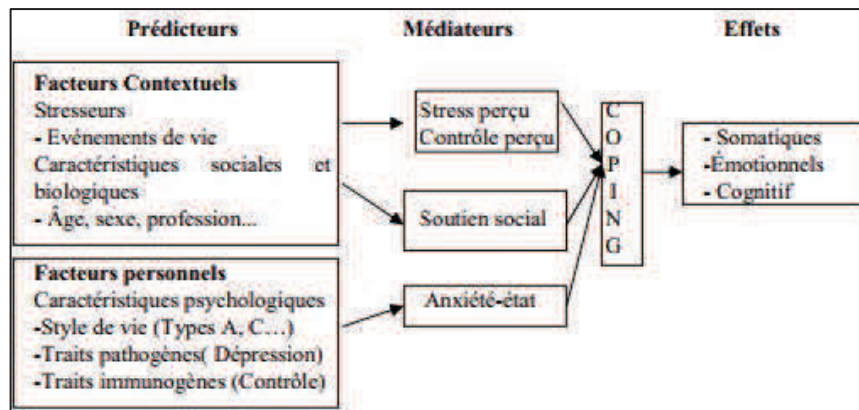 Prédicteurs Médiateurs Effets
Facteurs Contextuels
Stresseurs
- Evénements de vie
Caractéristiques sociales et
biologiques
- Âge, sexe, profession...
Facteurs personnels
Caractéristiques psychologiques
-Style de vie (Types A, C...)
-Traits pathogènes( Dépression)
-Traits immunogènes (Contrôle)
Stress perçu
Contrôle perçu
Soutien social
Anxiété-état
C
O
P
I
N
G
- Somatiques
-Émotionnels
- Cognitif